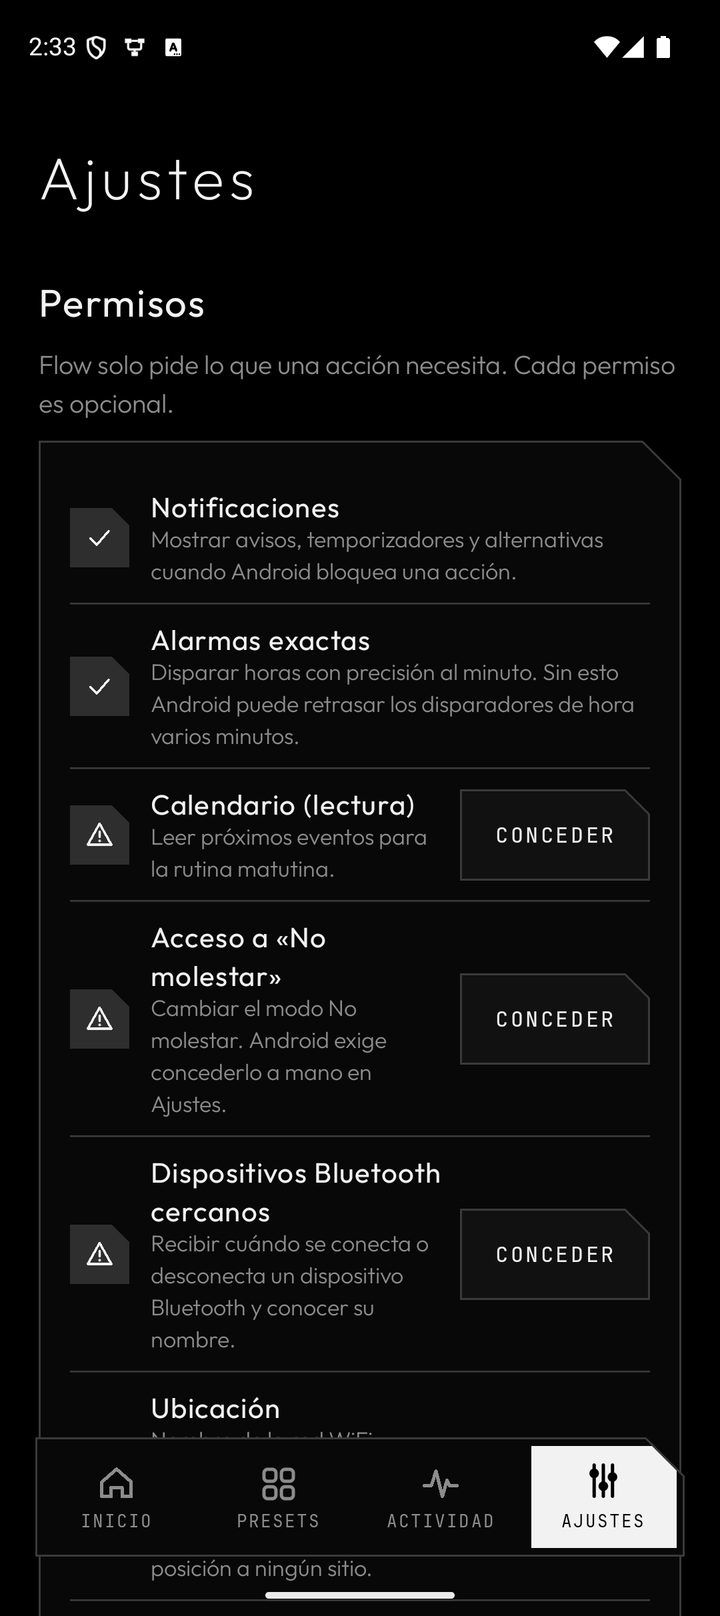 2:33
Ajustes
Permisos
Flow solo pide lo que una acción necesita. Cada permiso
es opcional.
Notificaciones
Mostrar avisos, temporizadores y alternativas
cuando Android bloquea una acción.
Alarmas exactas
Disparar horas con precisión al minuto. Sin esto
Android puede retrasar los disparadores de hora
varios minutos.
Calendario (lectura)
Leer próximos eventos para
la rutina matutina.
CONCEDER
Acceso a «No
molestar»
Cambiar el modo No
molestar. Android exige
concederlo a mano en
Ajustes.
CONCEDER
Dispositivos Bluetooth
cercanos
Recibir cuándo se conecta o
desconecta un dispositivo
Bluetooth y conocer su
nombre.
CONCEDER
Ubicación
INICIO
PRESETS
ACTIVIDAD
AJUSTES
posición a ningún sitio.